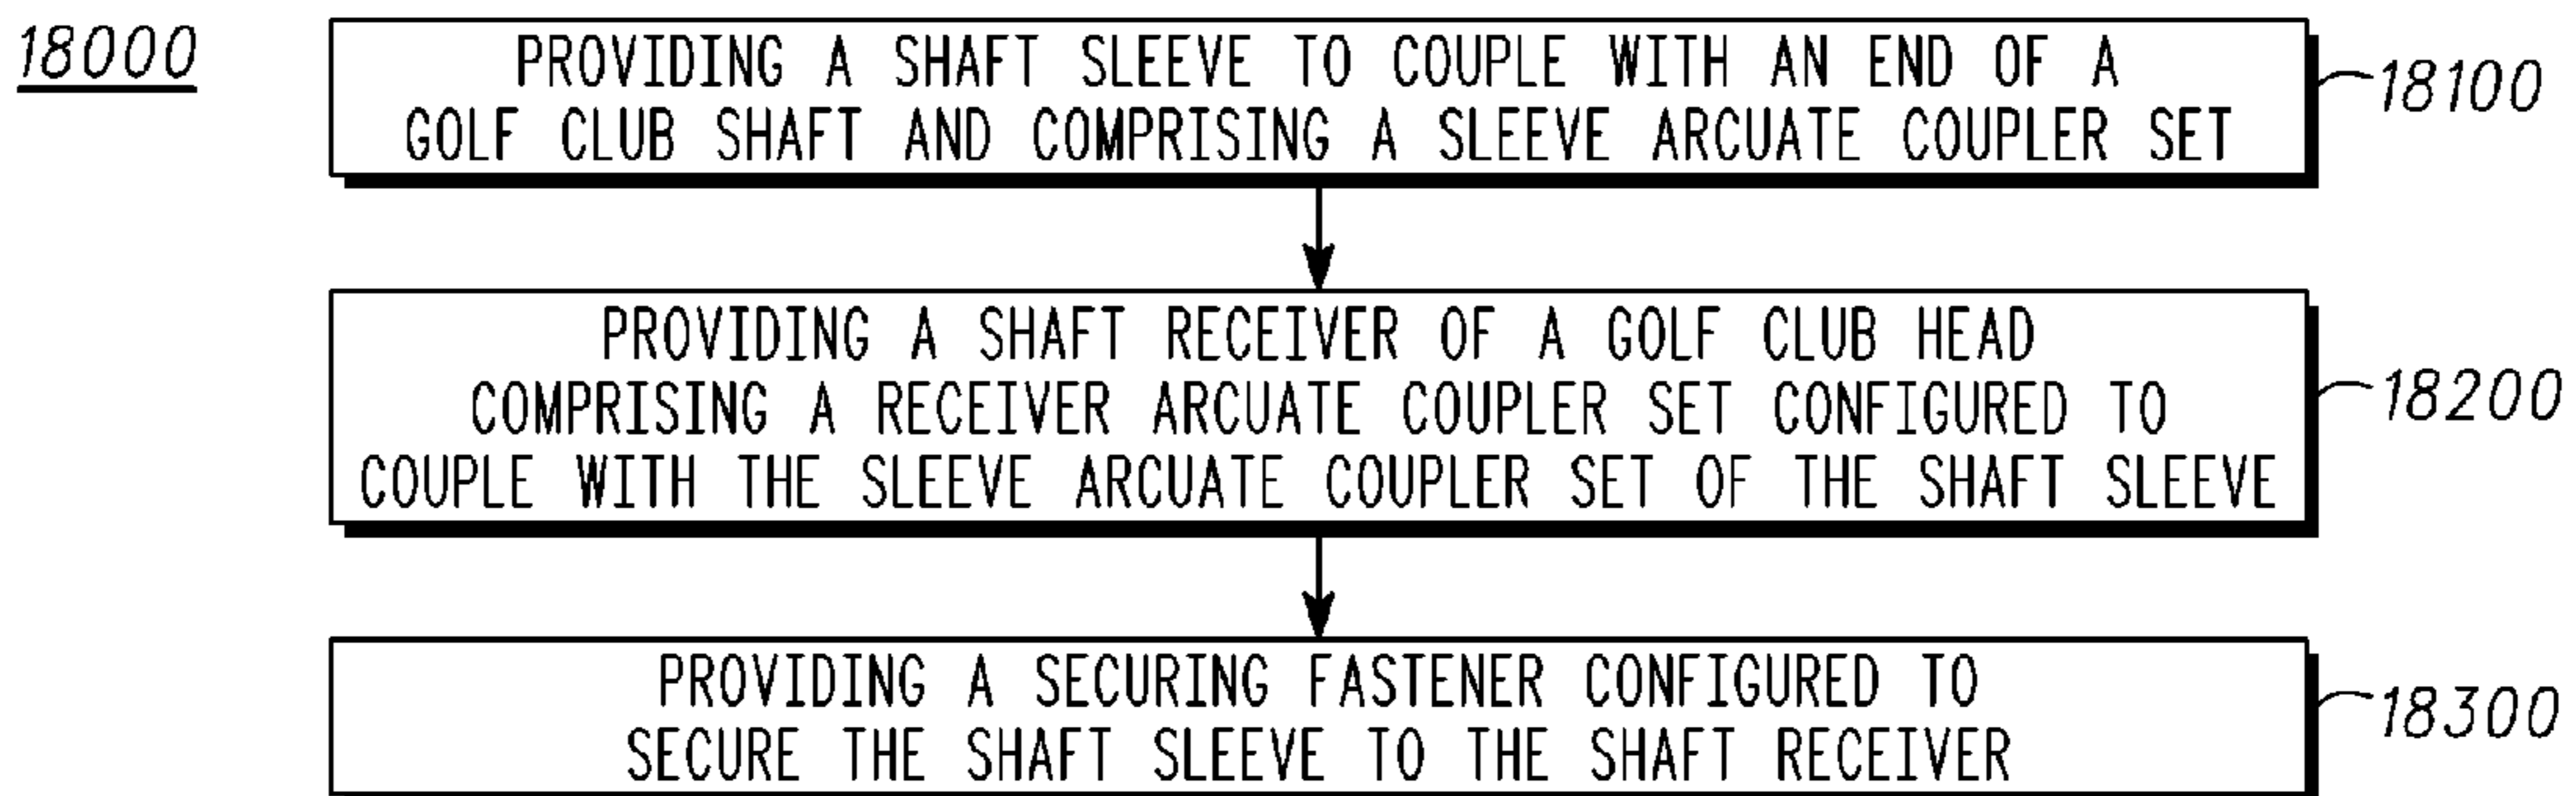 18000
PROVIDING A SHAFT SLEEVE TO COUPLE WITH AN END OF A
GOLF CLUB SHAFT AND COMPRISING A SLEEVE ARCUATE COUPLER SET
18100
PROVIDING A SHAFT RECEIVER OF A GOLF CLUB HEAD
COMPRISING A RECEIVER ARCUATE COUPLER SET CONFIGURED TO
COUPLE WITH THE SLEEVE ARCUATE COUPLER SET OF THE SHAFT SLEEVE
18200
PROVIDING A SECURING FASTENER CONFIGURED TO
SECURE THE SHAFT SLEEVE TO THE SHAFT RECEIVER
18300